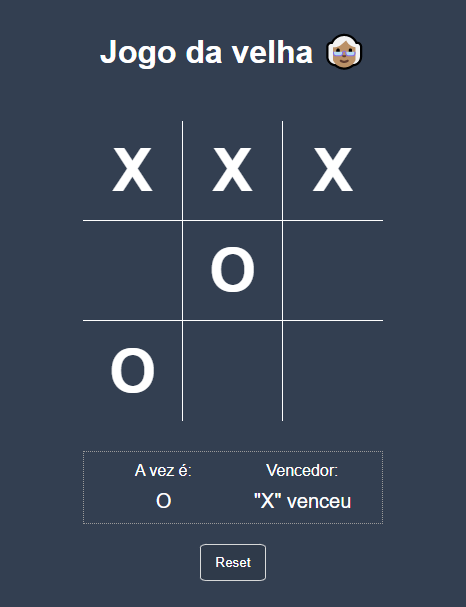 Jogo da velha
X X X
O
O
A vez é: Vencedor:
O "X" venceu
Reset